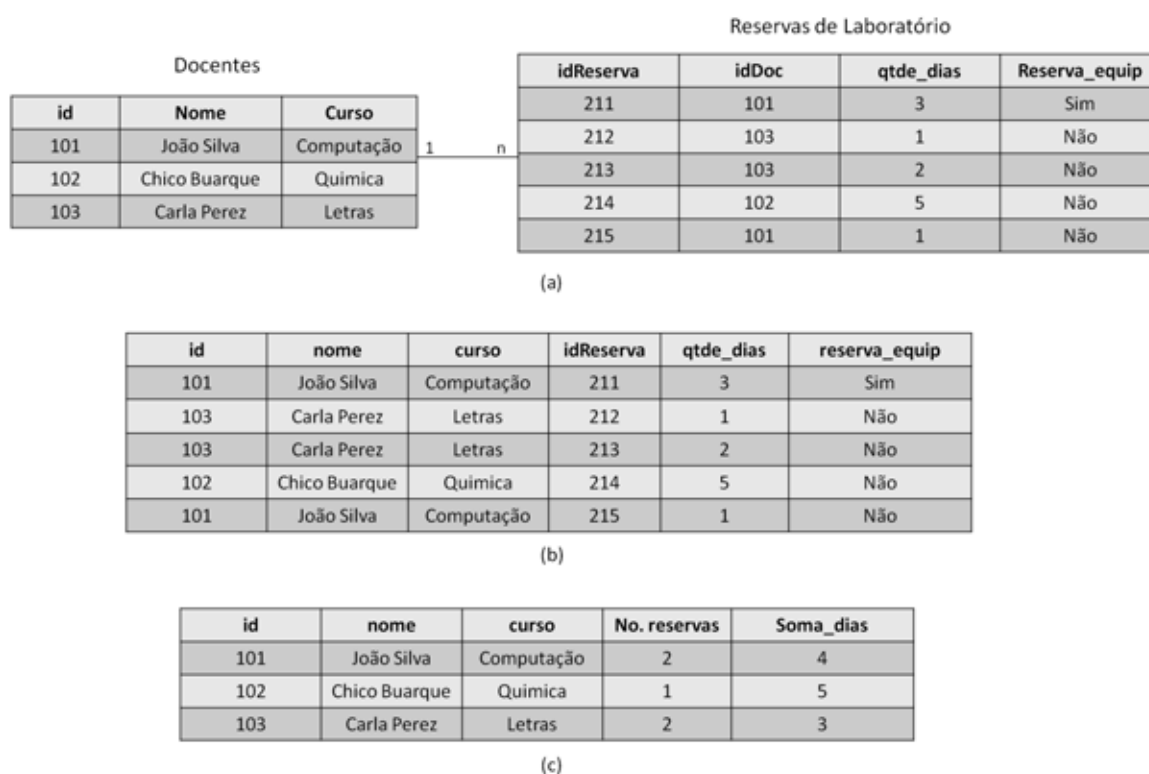 Reservas de Laboratório
Docentes
idReserva idDoc qtde_dias Reserva_equip
211 101 3 Sim
212 103 1 Não
213 103 2 Não
214 102 5 Não
215 101 1 Não
id Nome Curso
101 João Silva Computação
102 Chico Buarque Quimica
103 Carla Perez Letras
1 n
(a)
id nome curso idReserva qtde_dias reserva_equip
101 João Silva Computação 211 3 Sim
103 Carla Perez Letras 212 1 Não
103 Carla Perez Letras 213 2 Não
102 Chico Buarque Quimica 214 5 Não
101 João Silva Computação 215 1 Não
(b)
id nome curso No. reservas Soma_dias
101 João Silva Computação 2 4
102 Chico Buarque Quimica 1 5
103 Carla Perez Letras 2 3
(c)